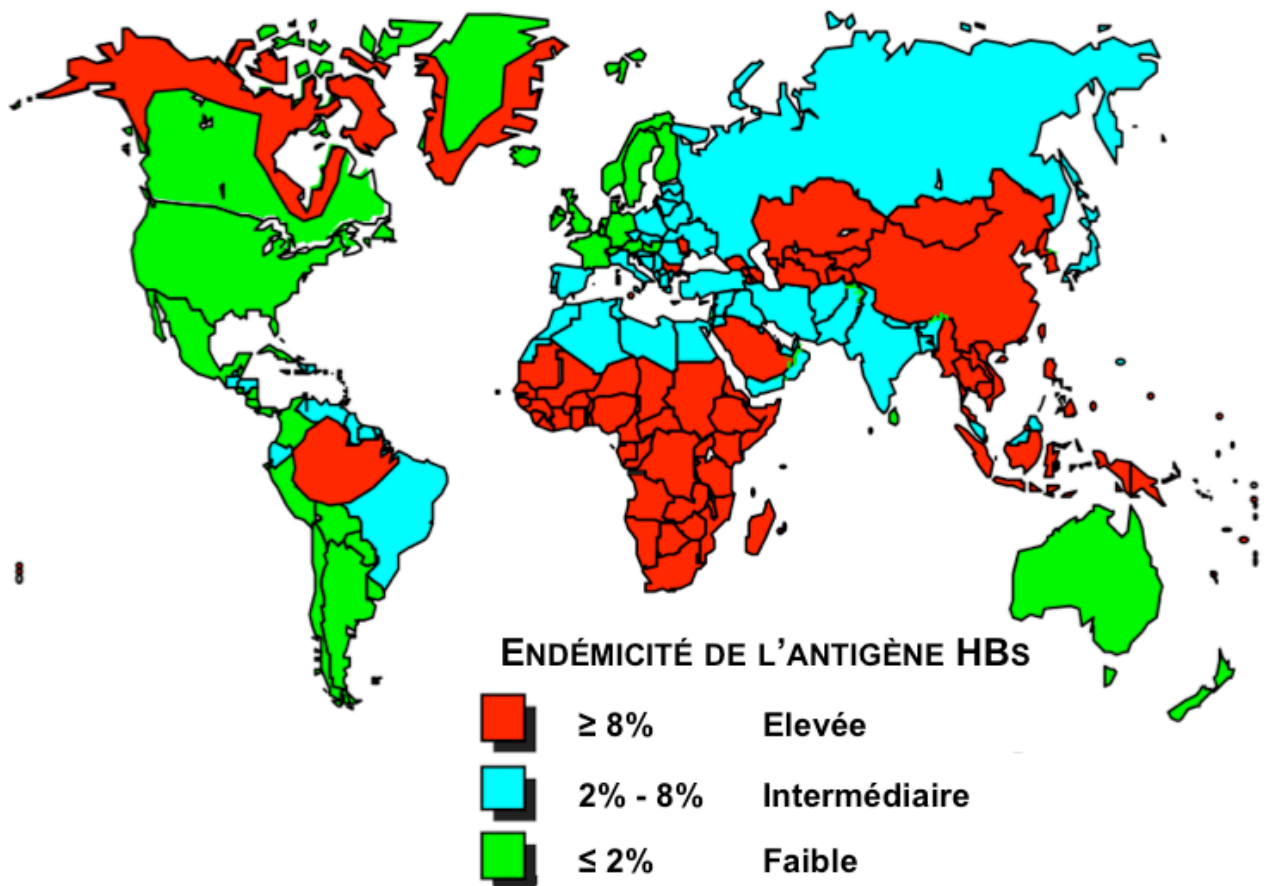 ENDÉMICITÉ DE L'ANTIGÈNE HBS
≥ 8% Elevée
2% - 8% Intermédiaire
≤ 2% Faible